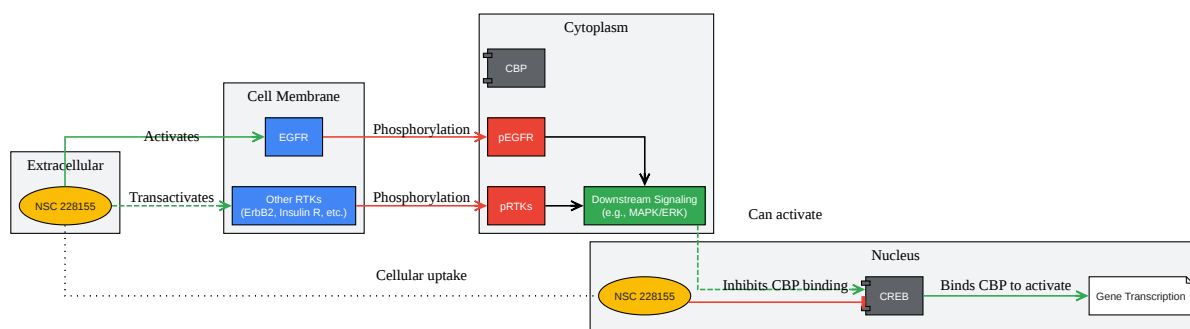 Cytoplasm
CBP
Cell Membrane
EGFR
Activates
Phosphorylation
pEGFR
Extracellular
NSC 228155
Transactivates
Other RTKs
(ErbB2, Insulin R, etc.)
Phosphorylation
pRTKs
Downstream Signaling
(e.g., MAPK/ERK)
Can activate
Nucleus
Cellular uptake
NSC 228155
Inhibits CBP binding
CREB
Binds CBP to activate
Gene Transcription